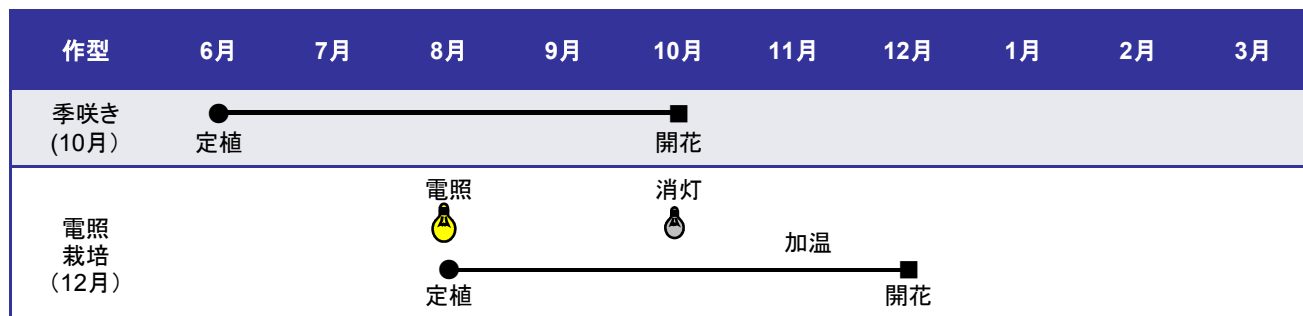 作型 6月 7月 8月 9月 10月 11月 12月 1月 2月 3月
季咲き
(10月）
定植 開花
電照 消灯
電照
栽培
（12月）
加温
定植 開花